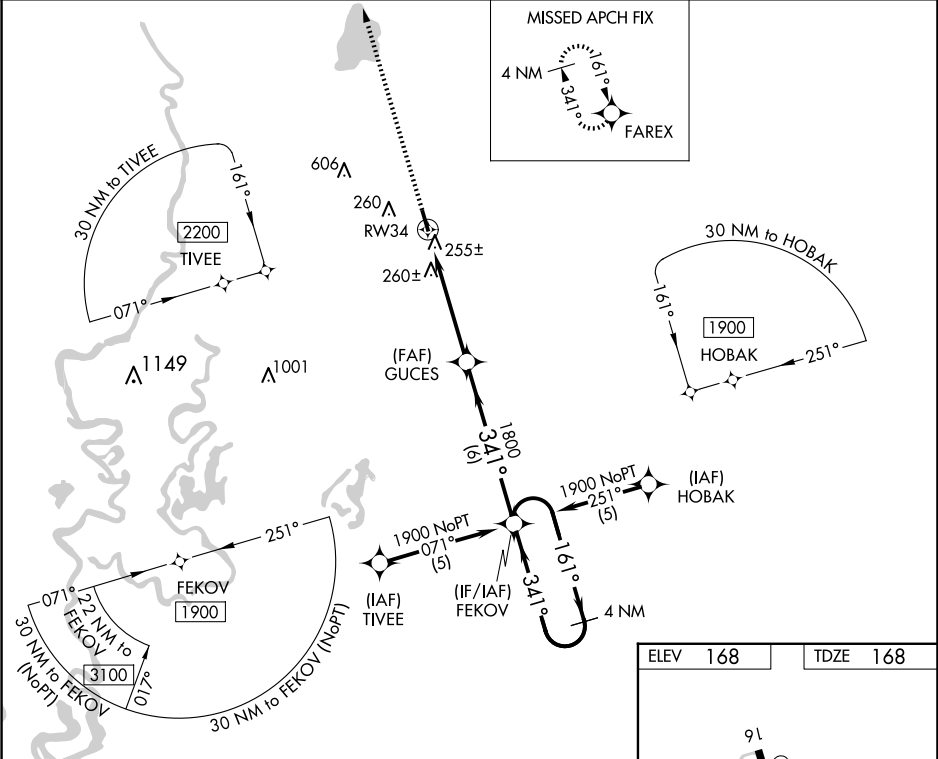 MISSED APCH FIX
4 NM
161°
341°
FAREX
30 NM to TIVEE
161°
2200
TIVEE
071°
606
260
RW34
255±
260±
30 NM to HOBAK
161°
1900
HOBAK
251°
1149
1001
(FAF)
GUCES
1800
341°
(6)
1900 NoPT
251°
(5)
(IAF)
HOBAK
1900 NoPT
071°
(5)
(IAF)
TIVEE
(IF/IAF)
FEKOV
161°
341°
4 NM
251°
071°
FEKOV
1900
22 NM to
FEKOV
3100
017°
30 NM to FEKOV
(NoPT)
30 NM to FEKOV (NoPT)
ELEV 168
TDZE 168
16